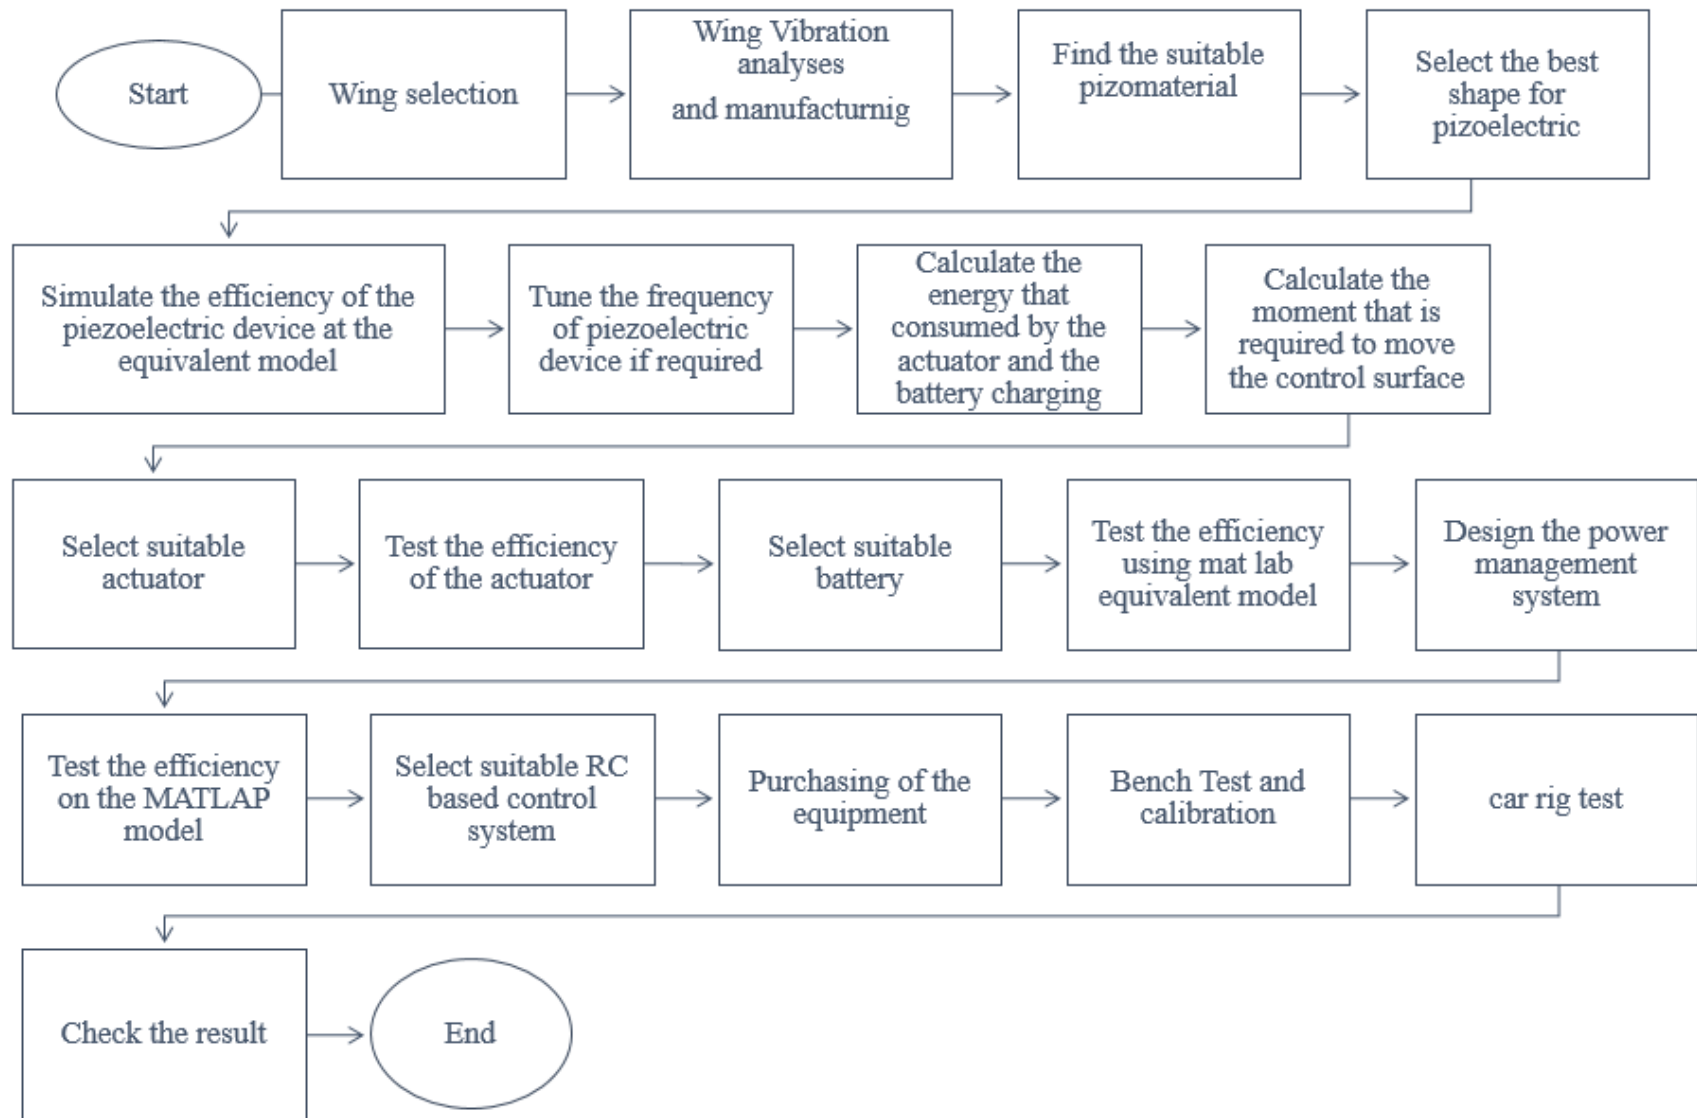 Start
Wing selection
Wing Vibration
analyses
and manufacturnig
Find the suitable
pizomaterial
Select the best
shape for
pizoelectric
Simulate the efficiency of the
piezoelectric device at the
equivalent model
Tune the frequency
of piezoelectric
device if required
Calculate the
energy that
consumed by the
actuator and the
battery charging
Calculate the
moment that is
required to move
the control surface
Select suitable
actuator
Test the efficiency
of the actuator
Select suitable
battery
Test the efficiency
using mat lab
equivalent model
Design the power
management
system
Test the efficiency
on the MATLAP
model
Select suitable RC
based control
system
Purchasing of the
equipment
Bench Test and
calibration
car rig test
Check the result
End